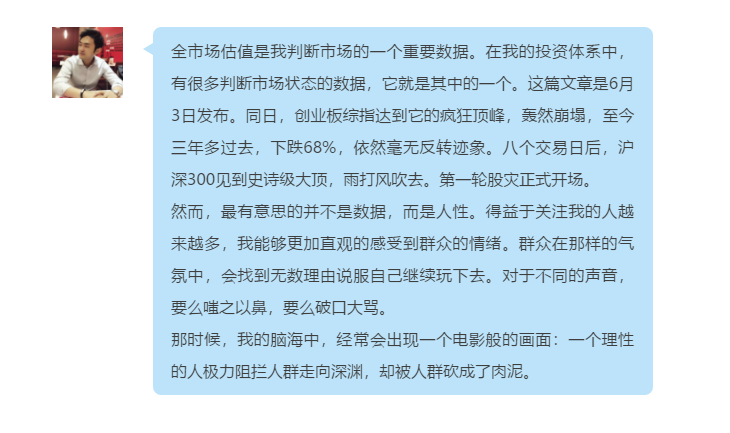 全市场估值是我判断市场的一个重要数据。在我的投资体系中，
有很多判断市场状态的数据，它就是其中的一个。这篇文章是6月
3日发布。同日，创业板综指达到它的疯狂顶峰，轰然崩塌，至今
三年多过去，下跌68%，依然毫无反转迹象。八个交易日后，沪
深300见到史诗级大顶，雨打风吹去。第一轮股灾正式开场。
然而，最有意思的并不是数据，而是人性。得益于关注我的人越
来越多，我能够更加直观的感受到群众的情绪。群众在那样的气
氛中，会找到无数理由说服自己继续玩下去。对于不同的声音，
要么嗤之以鼻，要么破口大骂。
那时候，我的脑海中，经常会出现一个电影般的画面：一个理性
的人极力阻拦人群走向深渊，却被人群砍成了肉泥。